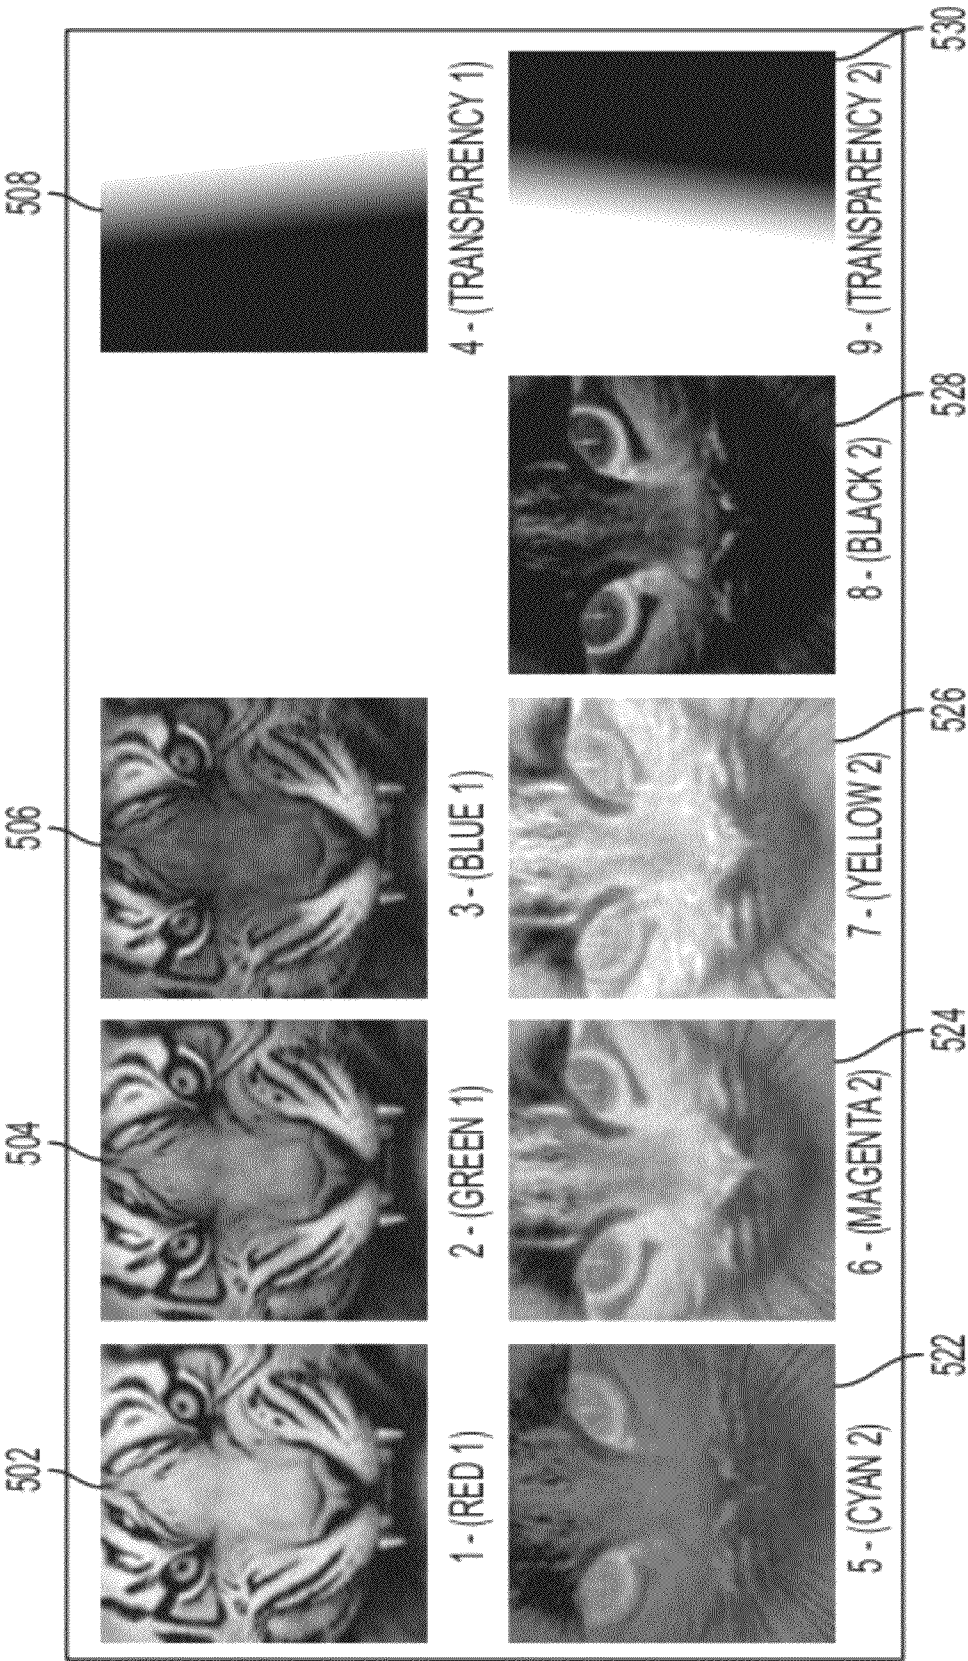 502
504
506
508
1 - (RED 1)
2 - (GREEN 1)
3 - (BLUE 1)
4 - (TRANSPARENCY 1)
5 - (CYAN 2)
6 - (MAGENTA 2)
7 - (YELLOW 2)
8 - (BLACK 2)
9 - (TRANSPARENCY 2)
522
524
526
528
530